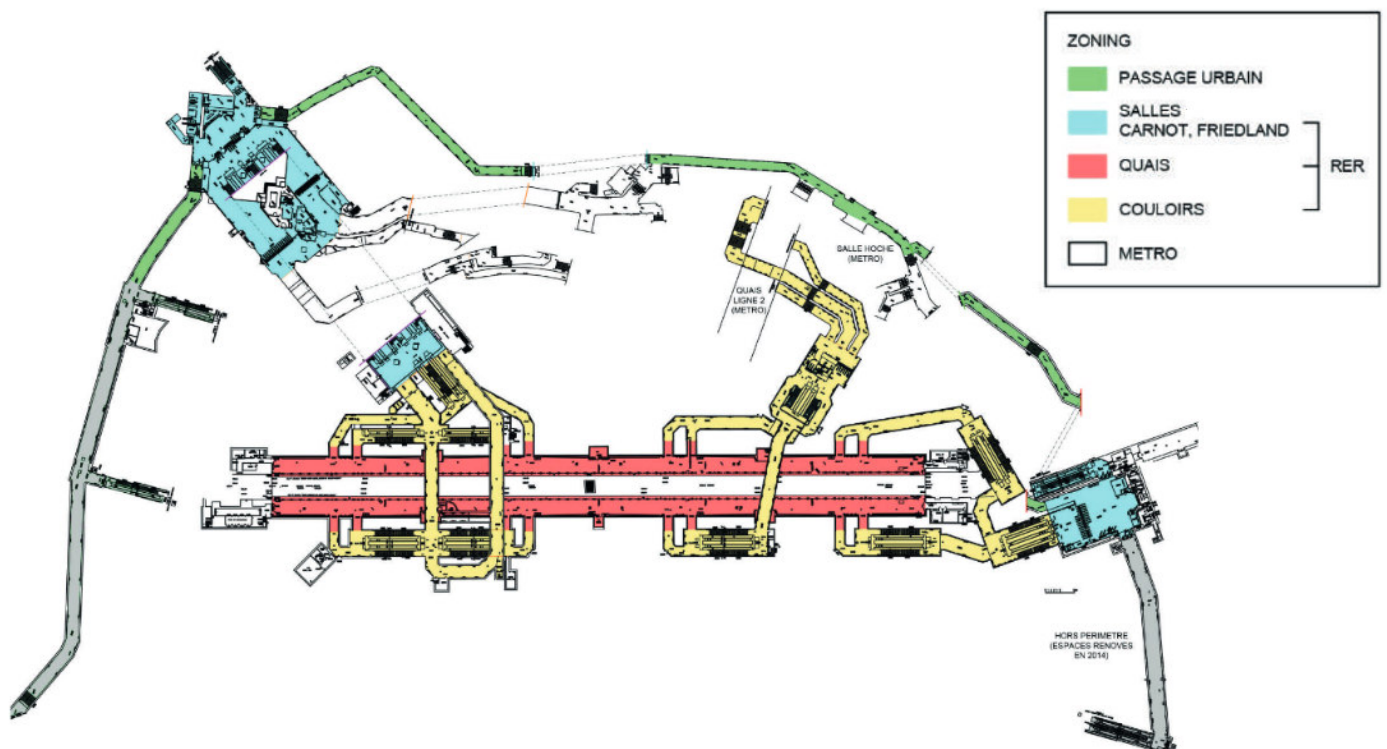 ZONING
PASSAGE URBAIN
SALLES
CARNOT, FRIEDLAND
QUAIS
RER
COULOIRS
METRO
SALLE HOCHE
(METRO)
QUAIS
LIGNE 2
(METRO)
HORS PERIMETRE
(ESPACES RENOVES
EN 2014)